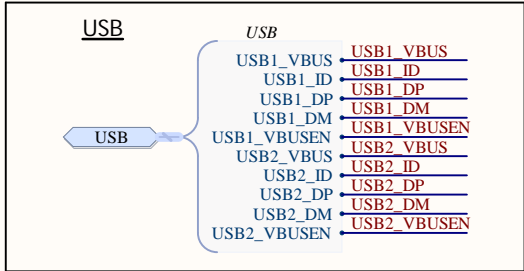 USB
USB
USB1_VBUS USB1_VBUS
USB1_ID USB1_ID
USB1_DP USB1_DP
USB1_DM USB1_DM
USB USB1_VBUSEN USB1_VBUSEN
USB2_VBUS USB2_VBUS
USB2_ID USB2_ID
USB2_DP USB2_DP
USB2_DM USB2_DM
USB2_VBUSEN USB2_VBUSEN